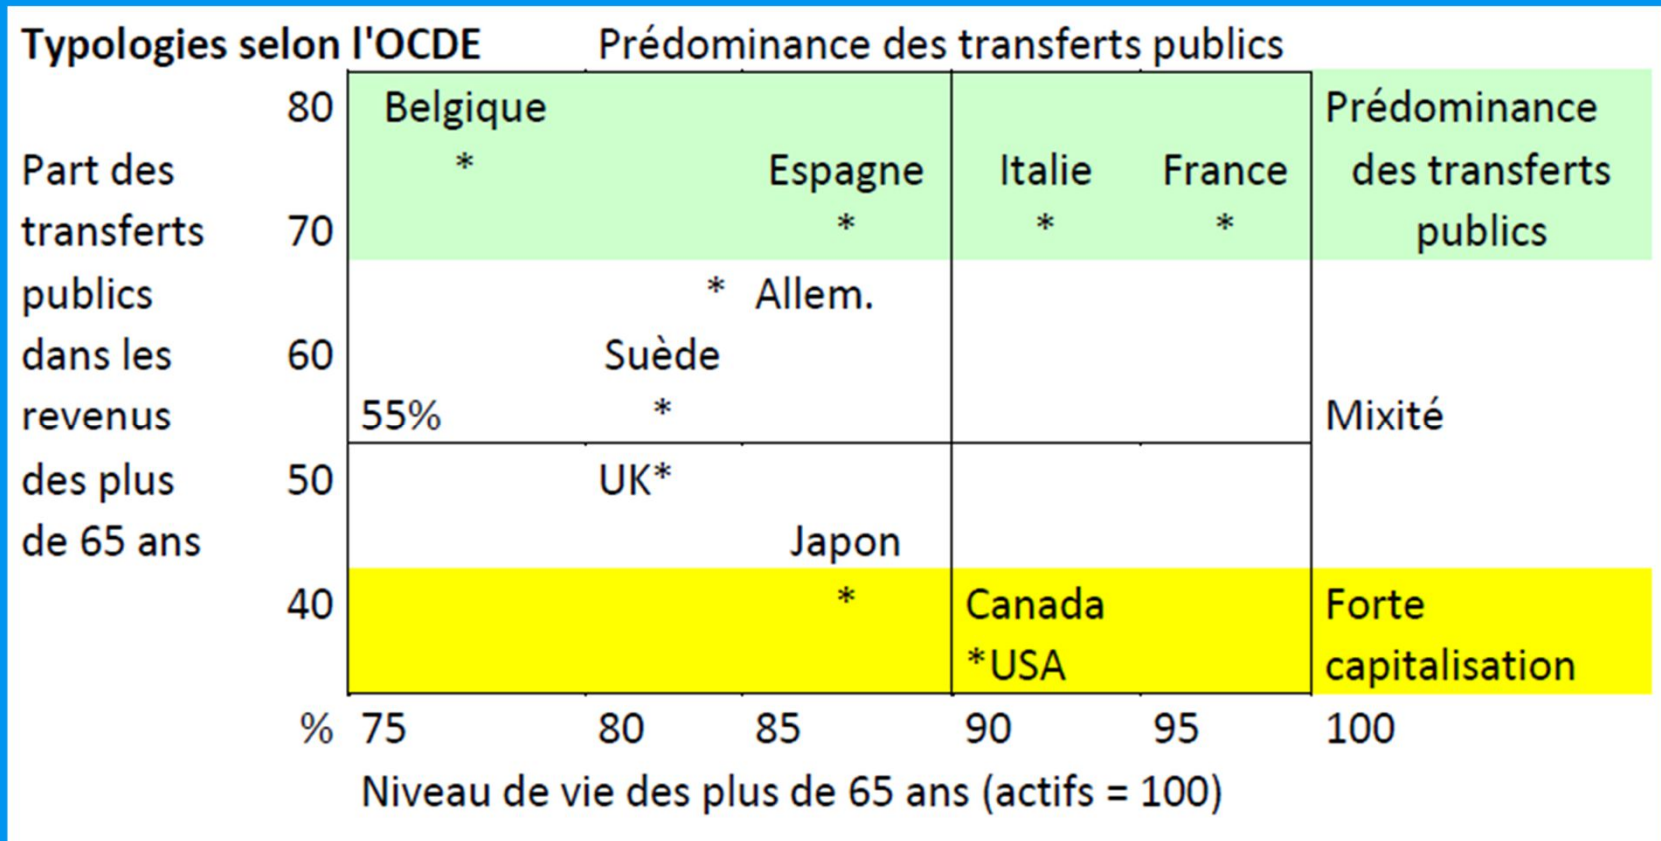 Typologies selon l'OCDE Prédominance des transferts publics
80 Belgique Prédominance
Part des * Espagne Italie France des transferts
transferts 70 * * * publics
publics * Allem.
dans les 60 Suède
revenus 55% * Mixité
des plus 50 UK*
de 65 ans Japon
40 * Canada Forte
*USA capitalisation
% 75 80 85 90 95 100
Niveau de vie des plus de 65 ans (actifs = 100)